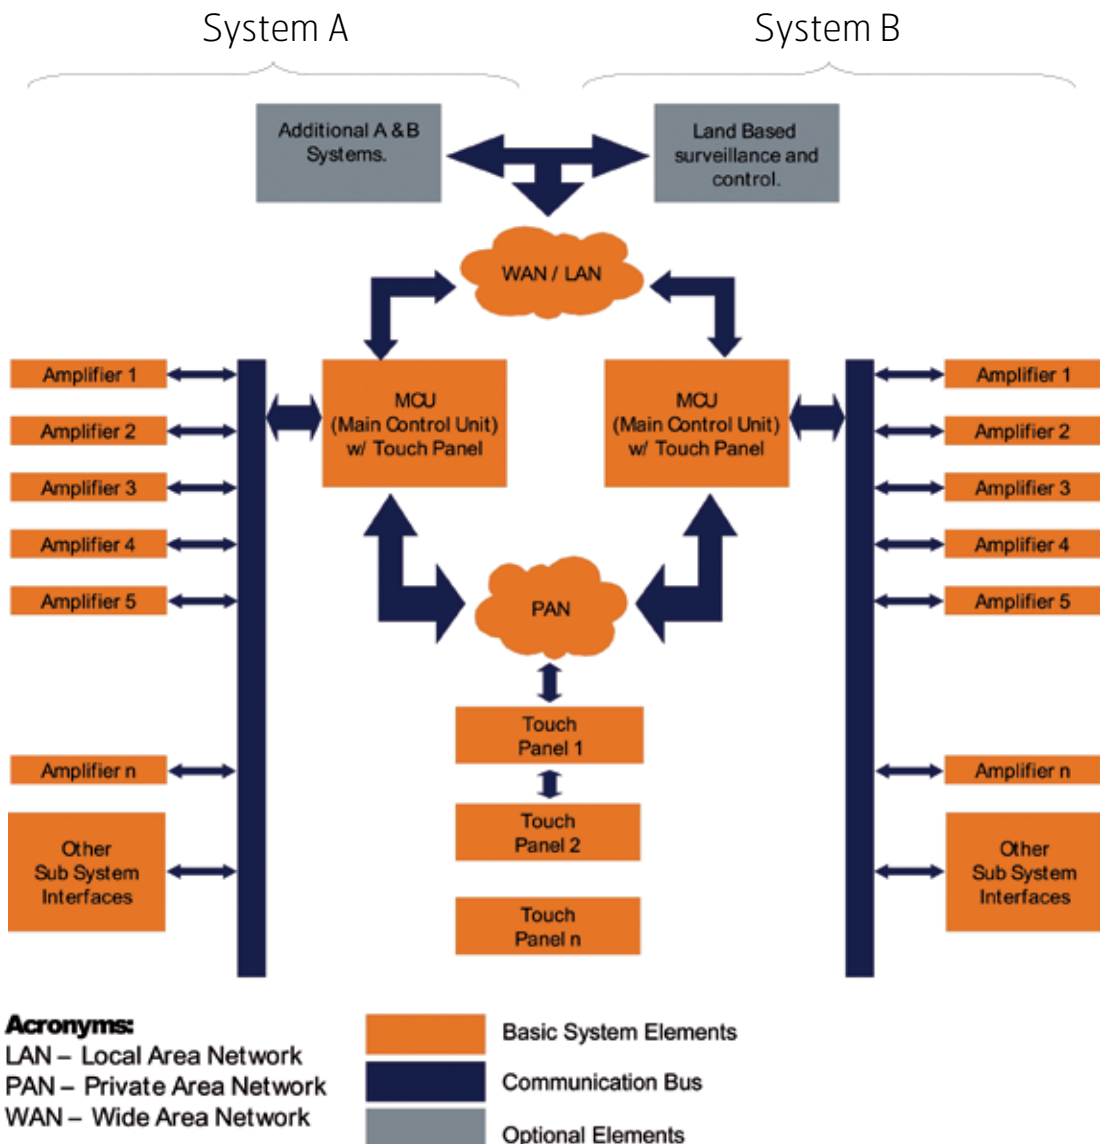 System A
System B
Additional A & B
Systems.
Land Based
surveillance and
control.
WAN / LAN
Amplifier 1
Amplifier 2
Amplifier 3
Amplifier 4
Amplifier 5
Amplifier n
Other
Sub System
Interfaces
MCU
(Main Control Unit)
w/ Touch Panel
MCU
(Main Control Unit)
w/ Touch Panel
Amplifier 1
Amplifier 2
Amplifier 3
Amplifier 4
Amplifier 5
Amplifier n
Other
Sub System
Interfaces
PAN
Touch
Panel 1
Touch
Panel 2
Touch
Panel n
Acronyms:
LAN – Local Area Network
PAN – Private Area Network
WAN – Wide Area Network
Basic System Elements
Communication Bus
Optional Elements